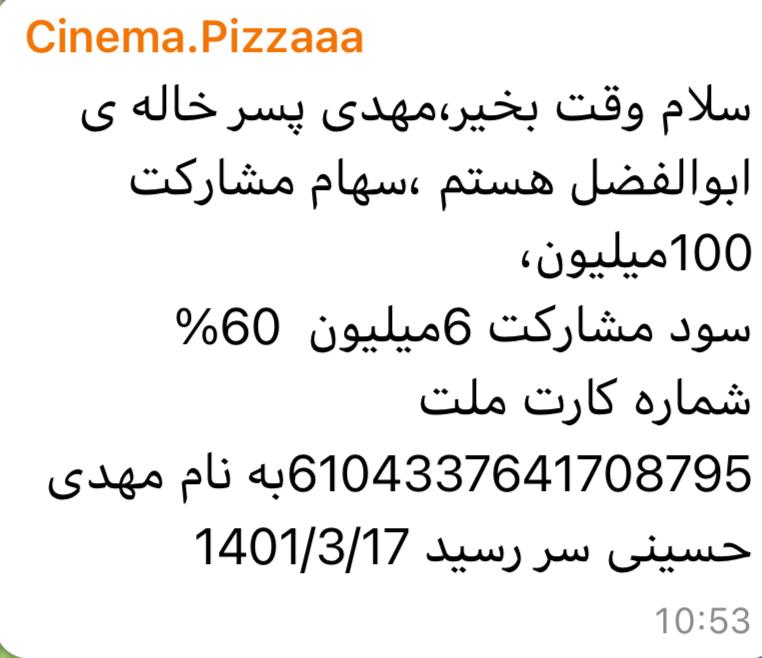 Cinema.Pizzaaa
سلام وقت بخیر،مهدی پسر خاله ی
ابوالفضل هستم ،سهام مشارکت
100میلیون،
سود مشارکت 6میلیون  60%
شماره کارت ملت
6104337641708795به نام مهدی
حسینی سر رسید 1401/3/17
10:53